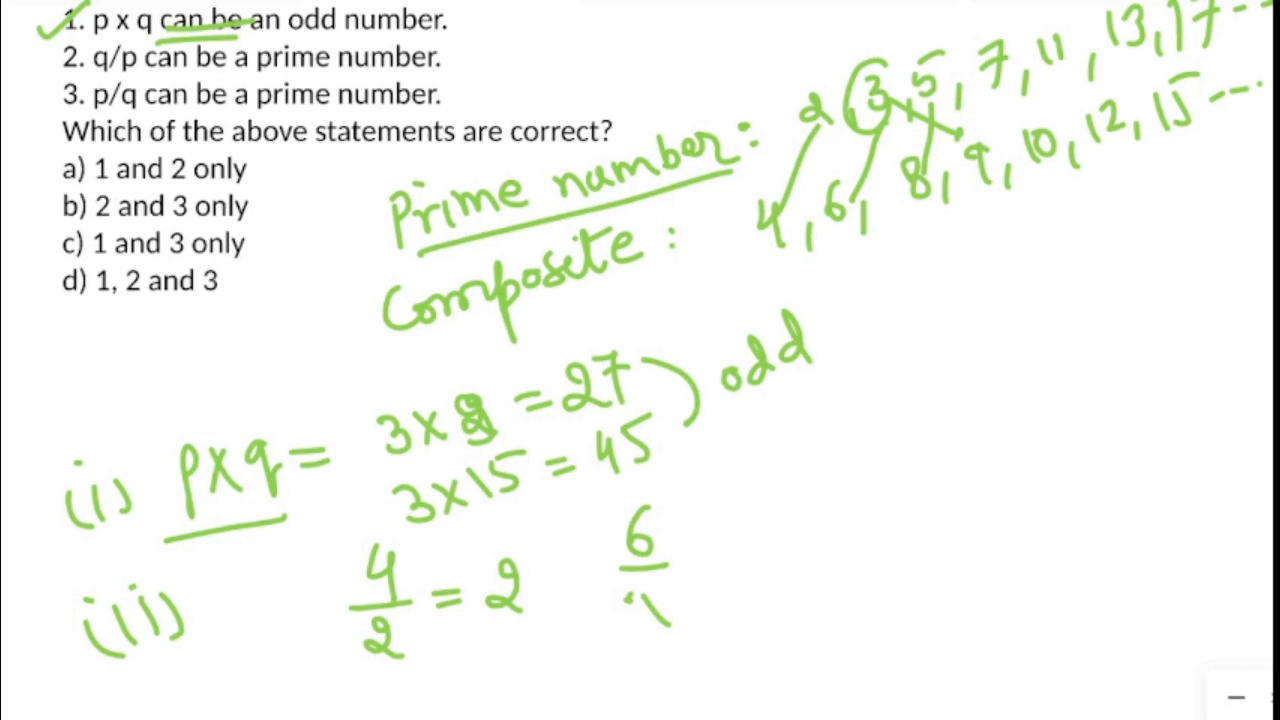 1. p x q can be an odd number.
2. q/p can be a prime number.
3. p/q can be a prime number.
Which of the above statements are correct?
a) 1 and 2 only
b) 2 and 3 only
c) 1 and 3 only
d) 1, 2 and 3
Prime number: 2, 3, 5, 7, 11, 13, 17 --
Composite: 4, 6, 8, 9, 10, 12, 15 ---
(i) p x q = 3 x 9 = 27
3 x 15 = 45
odd
(ii) 4/2 = 2
6